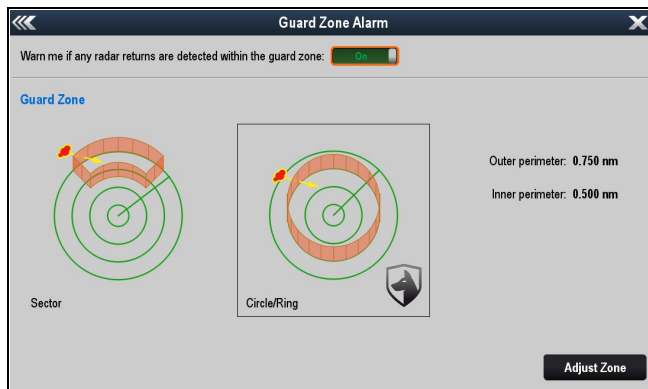 Guard Zone Alarm
Warn me if any radar returns are detected within the guard zone: On
Guard Zone
Outer perimeter: 0.750 nm
Inner perimeter: 0.500 nm
Sector
Circle/Ring
Adjust Zone